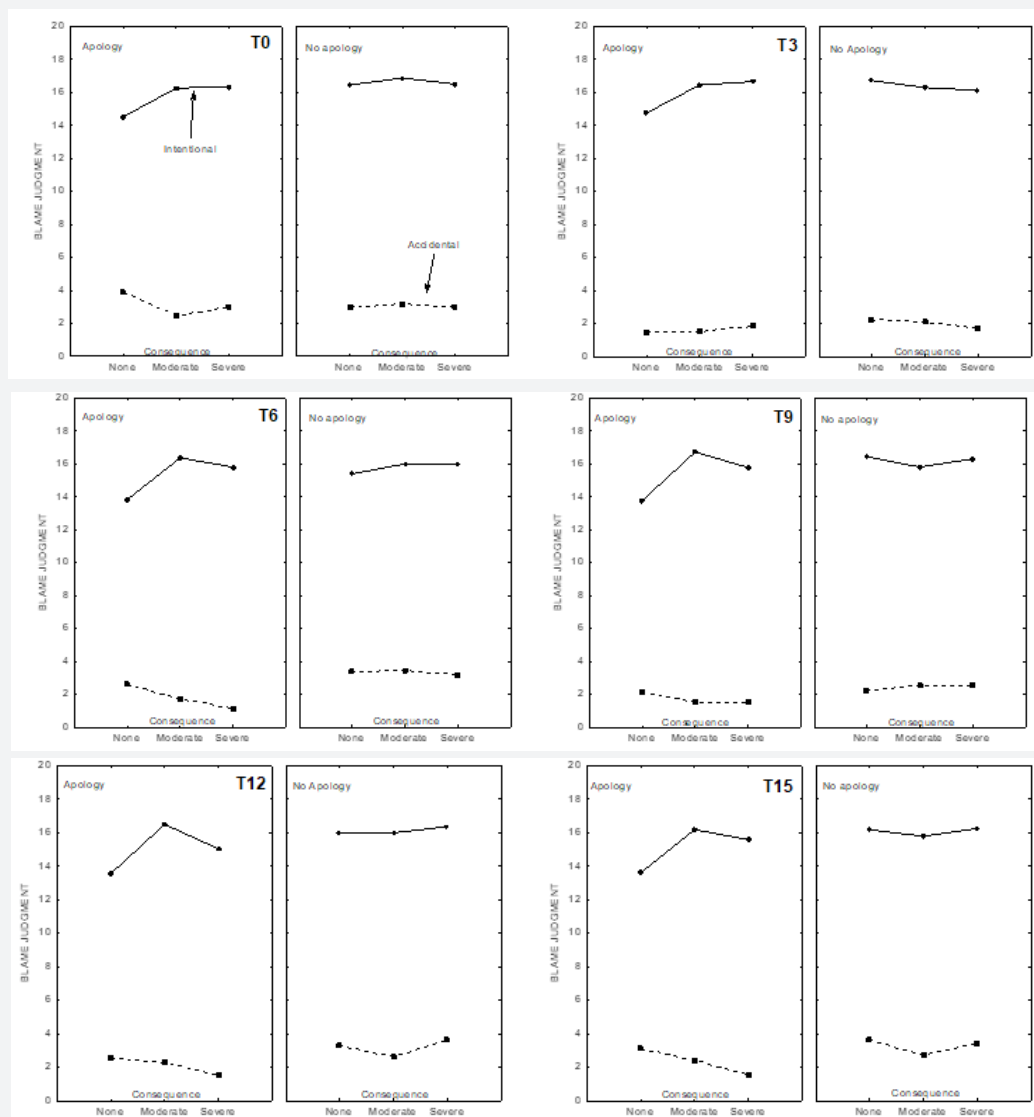 20
18
16
14
12
10
8
6
4
2
0
BLAME JUDGMENT
Apology
T0
Intentional
Consequence
None Moderate Severe
No apology
Accidental
Consequence
None Moderate Severe
20
18
16
14
12
10
8
6
4
2
0
BLAME JUDGMENT
Apology
T3
Consequence
None Moderate Severe
No Apology
Consequence
None Moderate Severe
20
18
16
14
12
10
8
6
4
2
0
BLAME JUDGMENT
Apology
T6
Consequence
None Moderate Severe
No apology
Consequence
None Moderate Severe
20
18
16
14
12
10
8
6
4
2
0
BLAME JUDGMENT
Apology
T9
Consequence
None Moderate Severe
No apology
Consequence
None Moderate Severe
20
18
16
14
12
10
8
6
4
2
0
BLAME JUDGMENT
Apology
T12
Consequence
None Moderate Severe
No Apology
Consequence
None Moderate Severe
20
18
16
14
12
10
8
6
4
2
0
BLAME JUDGMENT
Apology
T15
Consequence
None Moderate Severe
No apology
Consequence
None Moderate Severe